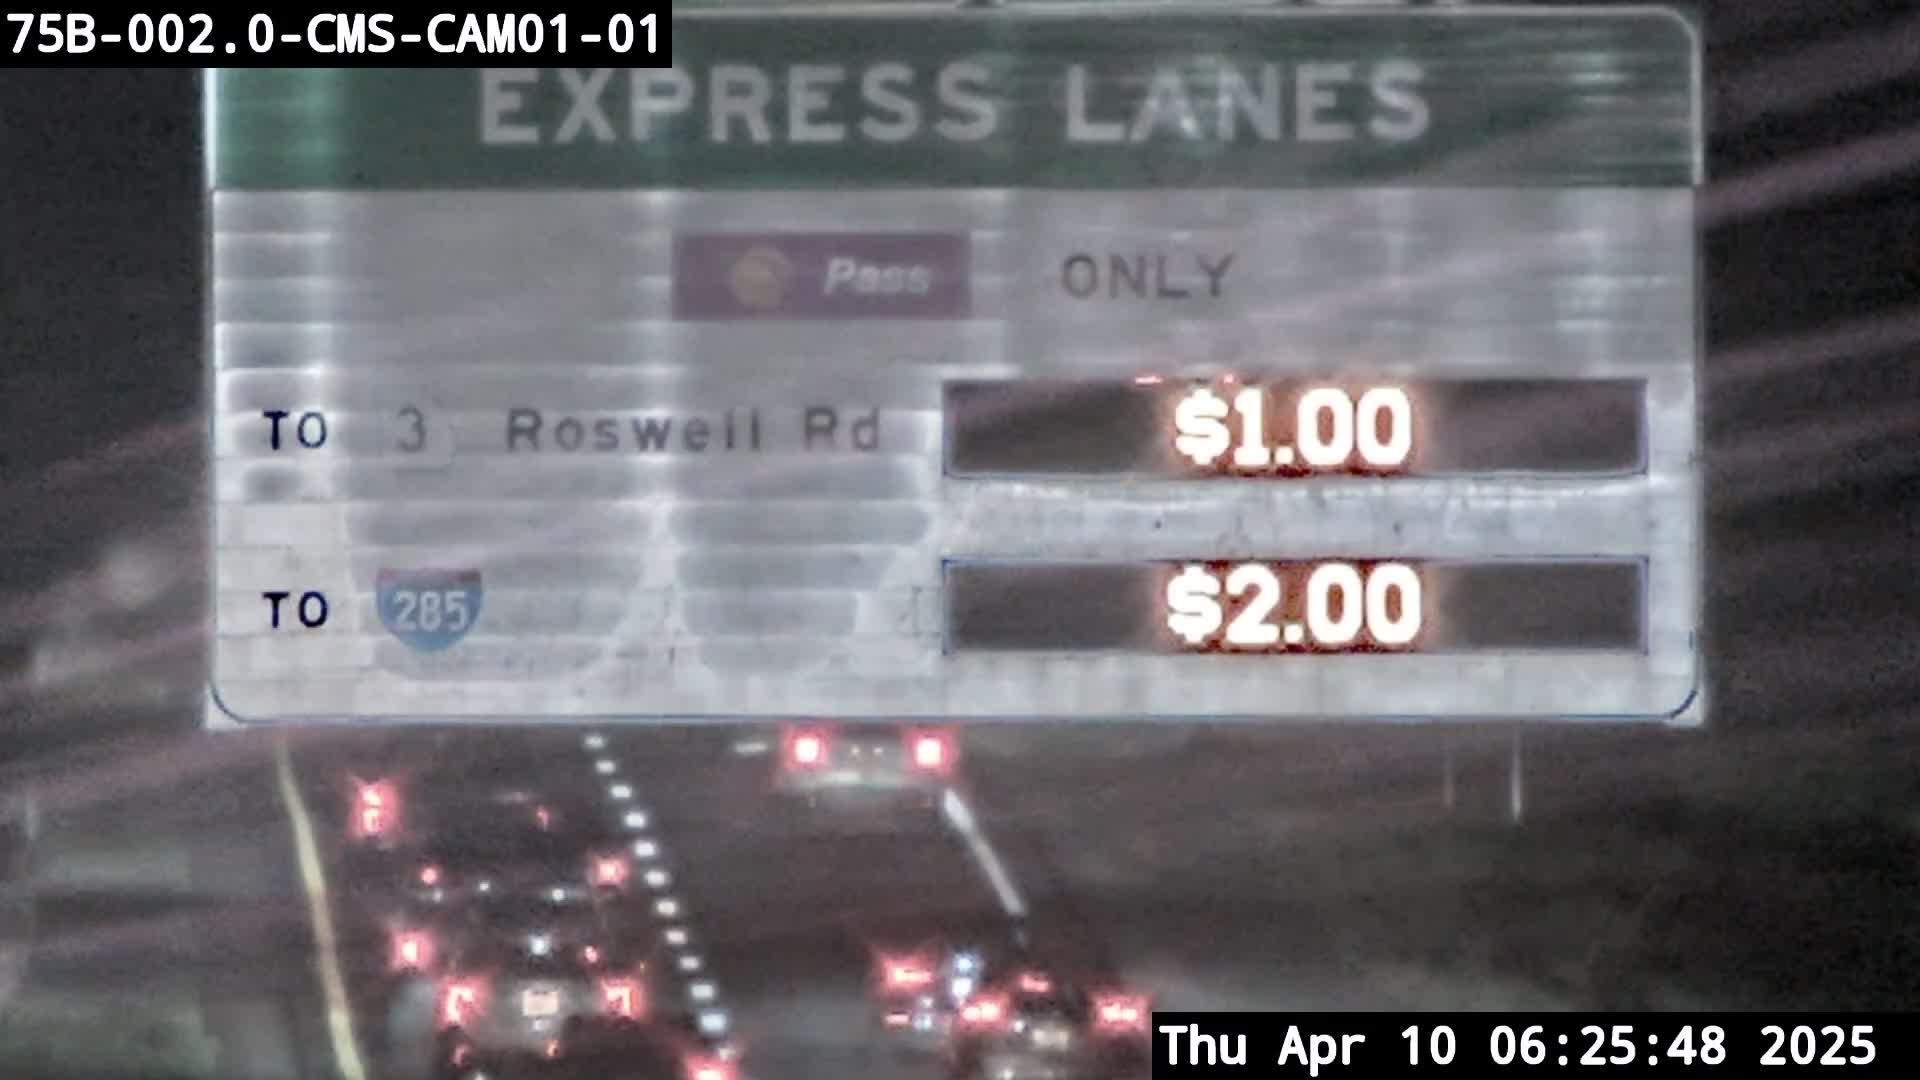 75B-002.0-CMS-CAM01-01
EXPRESS LANES
Pass ONLY
TO 3 Roswell Rd $1.00
TO 285 $2.00
Thu Apr 10 06:25:48 2025